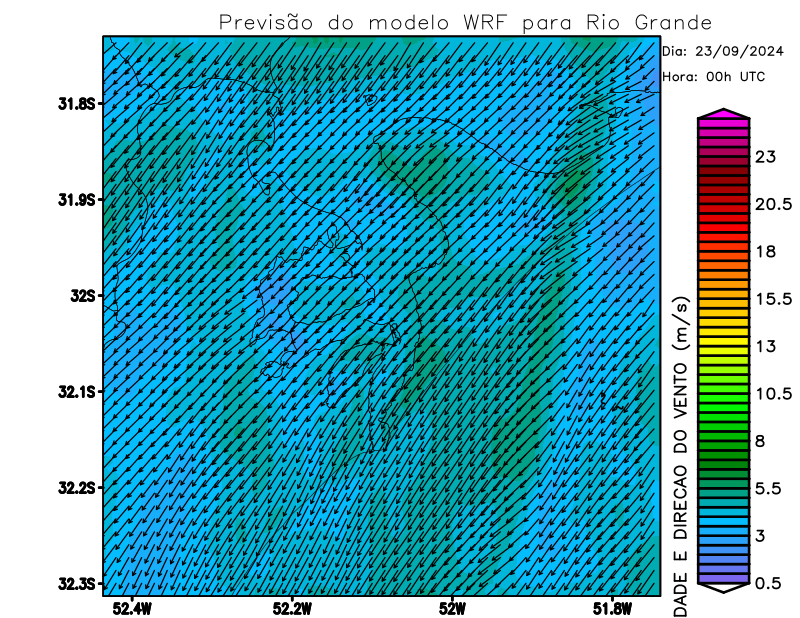 Previsão do modelo WRF para Rio Grande
Dia: 23/09/2024
Hora: 00h UTC
31.8S
31.9S
32S
32.1S
32.2S
32.3S
52.4W
52.2W
52W
51.8W
DADE E DIRECAO DO VENTO (m/s)
23
20.5
18
15.5
13
10.5
8
5.5
3
0.5